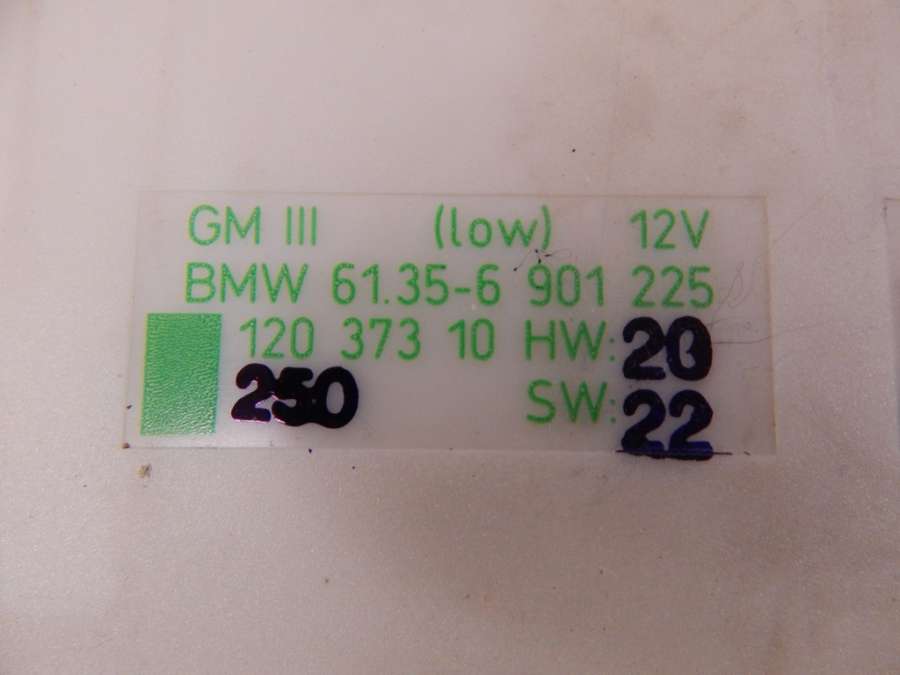 GM III (low) 12V
BMW 61.35-6 901 225
120 373 10 HW: 20
250 SW: 22